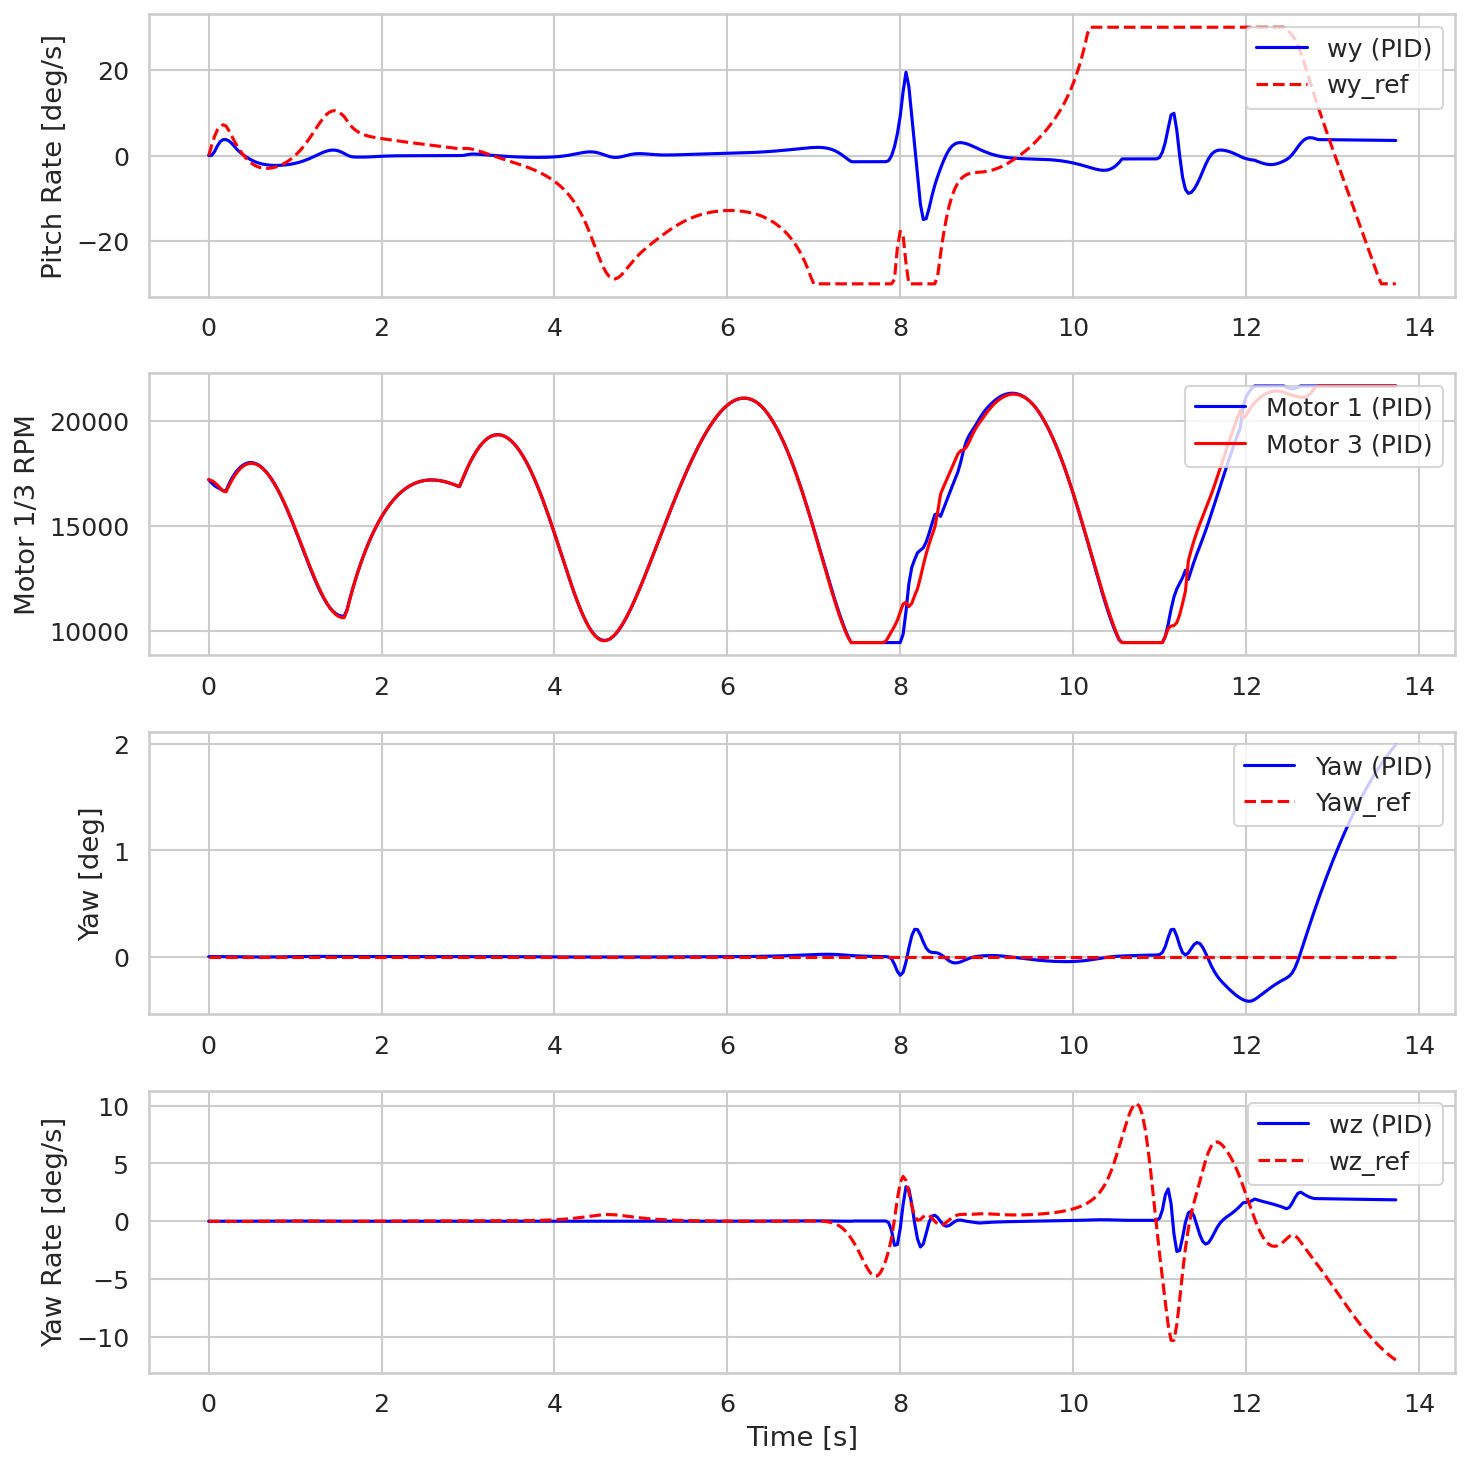 Pitch Rate [deg/s]
20
0
−20
wy (PID)
wy_ref
0 2 4 6 8 10 12 14
Motor 1/3 RPM
20000
15000
10000
Motor 1 (PID)
Motor 3 (PID)
0 2 4 6 8 10 12 14
Yaw [deg]
2
1
0
Yaw (PID)
Yaw_ref
0 2 4 6 8 10 12 14
Yaw Rate [deg/s]
10
5
0
−5
−10
wz (PID)
wz_ref
0 2 4 6 8 10 12 14
Time [s]